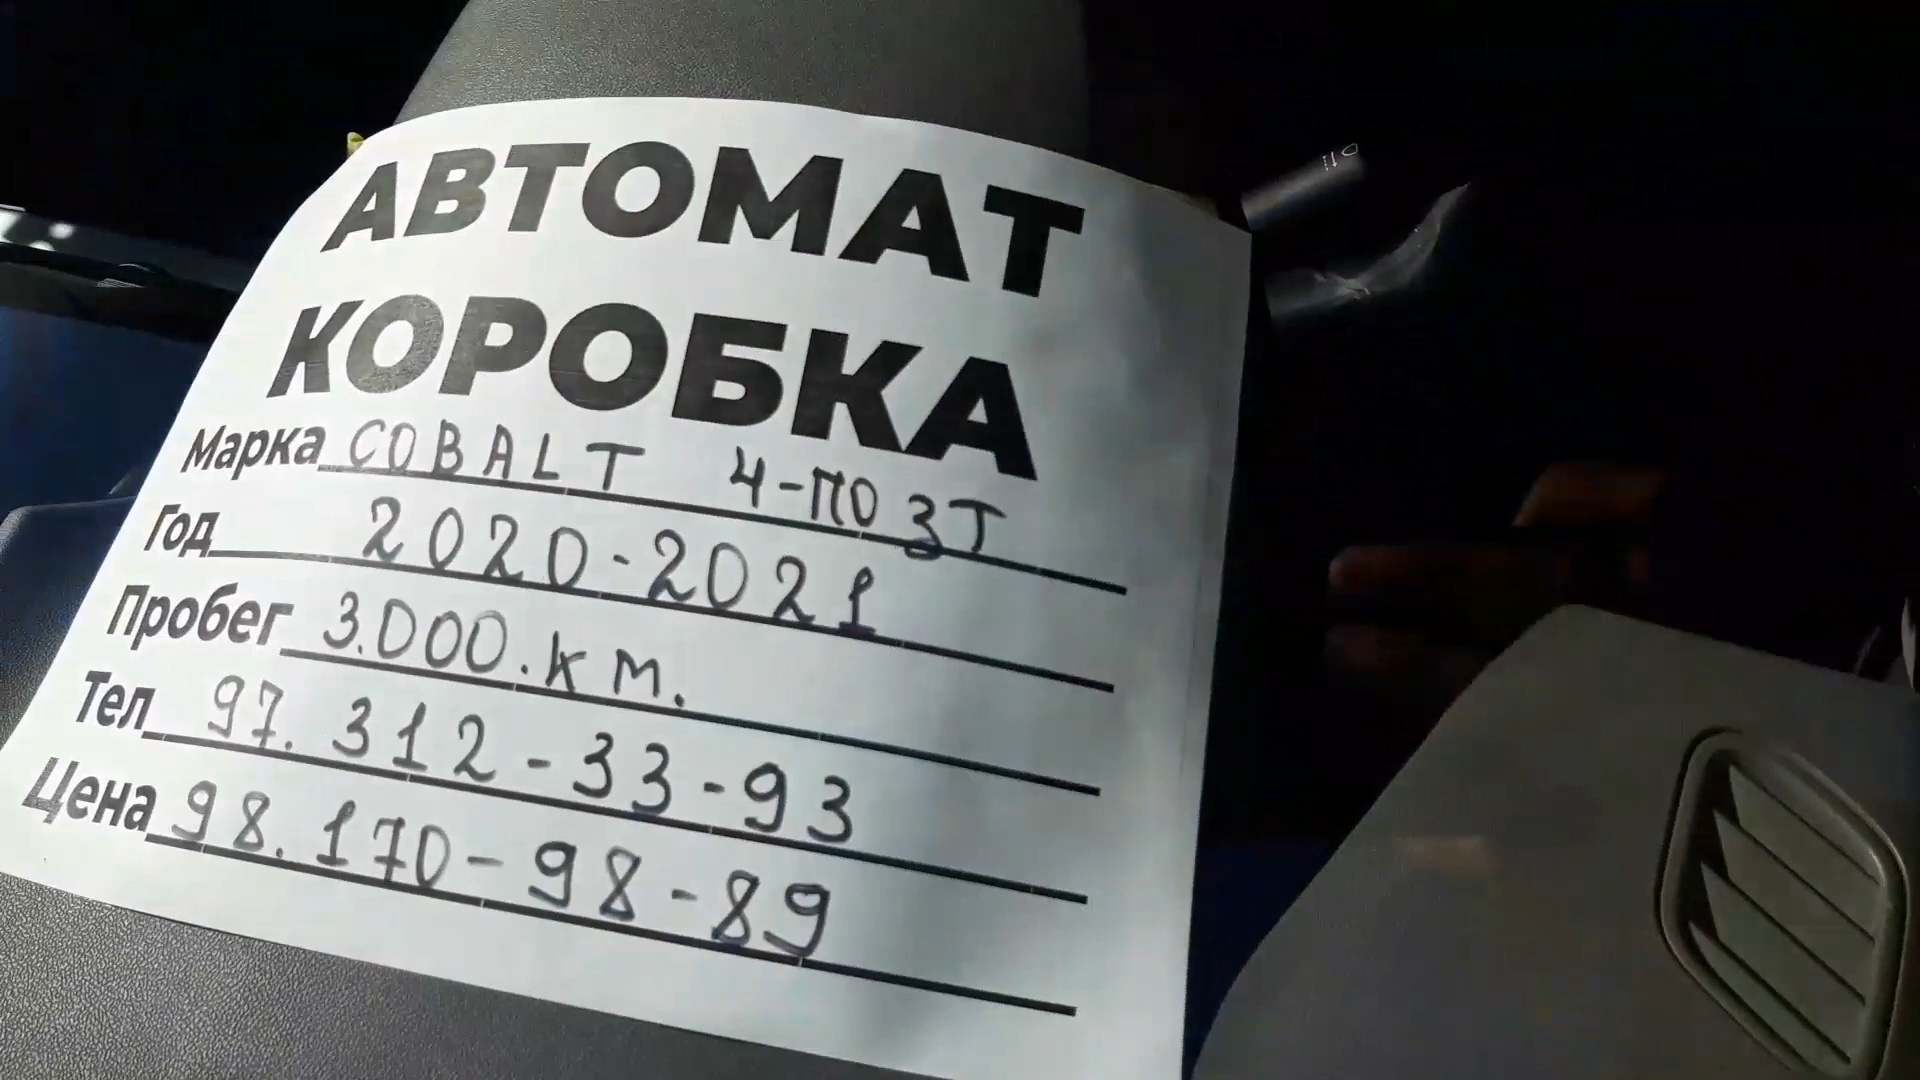 АВТОМАТ
КОРОБКА
Марка COBALT 4-ПОЗТ
Год 2020-2021
Пробег 3.000.км.
Тел 97.312-33-93
Цена 98.170-98-89